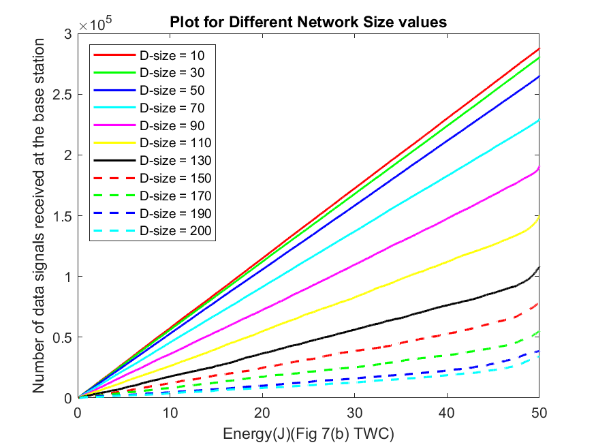 Plot for Different Network Size values
×10⁵
Number of data signals received at the base station
3
2.5
2
1.5
1
0.5
0
D-size = 10
D-size = 30
D-size = 50
D-size = 70
D-size = 90
D-size = 110
D-size = 130
D-size = 150
D-size = 170
D-size = 190
D-size = 200
0 10 20 30 40 50
Energy(J)(Fig 7(b) TWC)